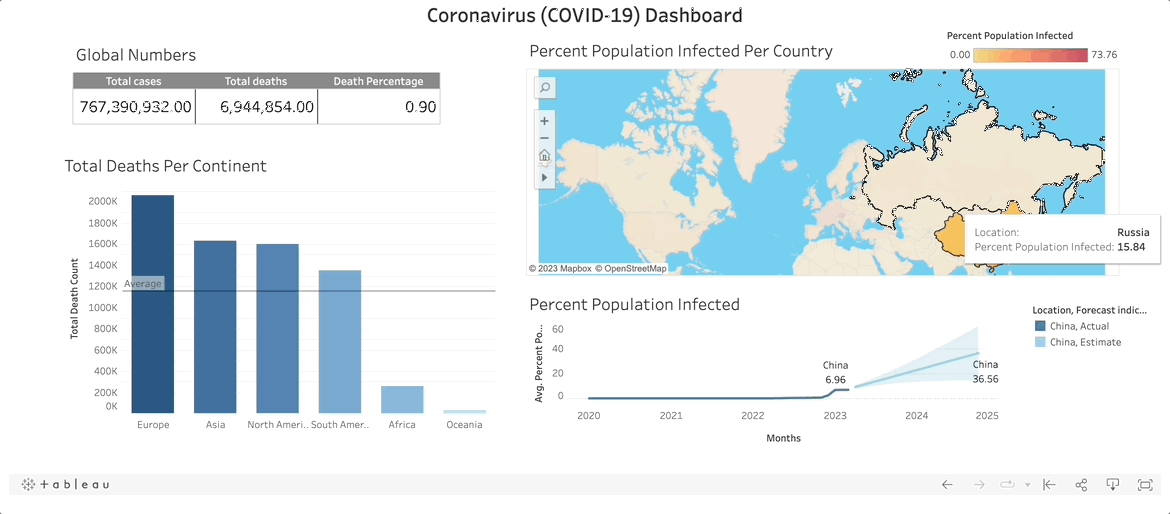 Coronavirus (COVID-19) Dashboard
Global Numbers
Total cases Total deaths Death Percentage
767,390,932.00 6,944,854.00 0.90
Total Deaths Per Continent
Total Death Count
2000K
1800K
1600K
1400K
1200K
1000K
800K
600K
400K
200K
0K
Average
Europe Asia North Ameri.. South Amer.. Africa Oceania
Percent Population Infected Per Country
Percent Population Infected
0.00 73.76
Location: Russia
Percent Population Infected: 15.84
© 2023 Mapbox © OpenStreetMap
Percent Population Infected
Avg. Percent Po...
60
40
20
0
China
6.96
China
36.56
2020 2021 2022 2023 2024 2025
Months
Location, Forecast indic...
China, Actual
China, Estimate
+ a b | e a u